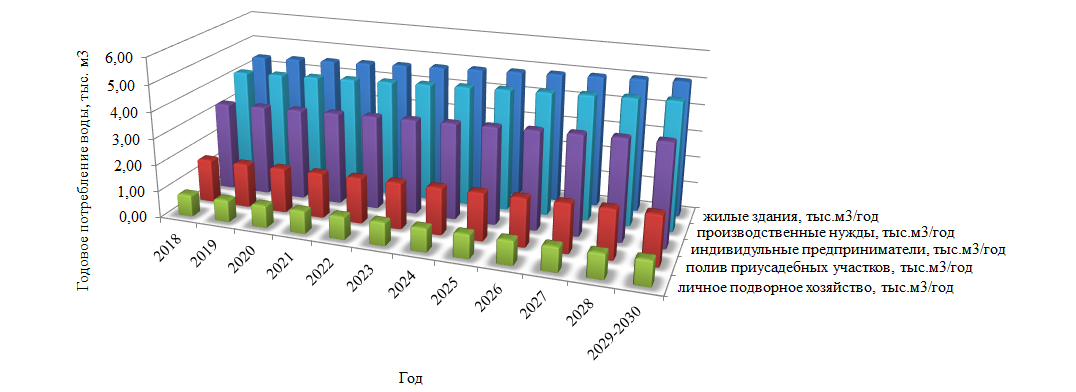 Годовое потребление воды, тыс. м3
6,00
5,00
4,00
3,00
2,00
1,00
0,00
2018
2019
2020
2021
2022
2023
2024
2025
2026
2027
2028
2029-2030
Год
жилые здания, тыс.м3/год
производственные нужды, тыс.м3/год
индивидульные предприниматели, тыс.м3/год
полив приусадебных участков, тыс.м3/год
личное подворное хозяйство, тыс.м3/год